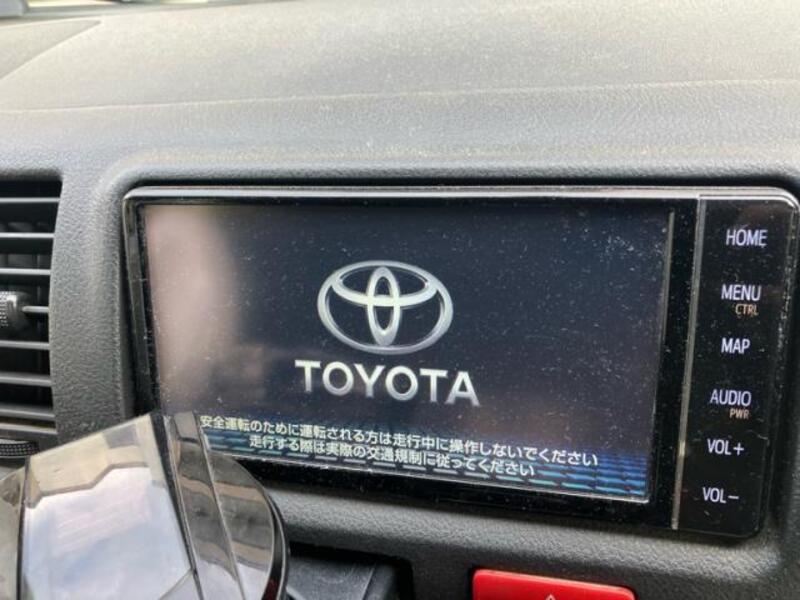 TOYOTA
安全運転のために運転される方は走行中に操作しないでください
走行する際は実際の交通規制に従ってください
HOME
MENU
CTRL
MAP
AUDIO
PWR
VOL+
VOL-